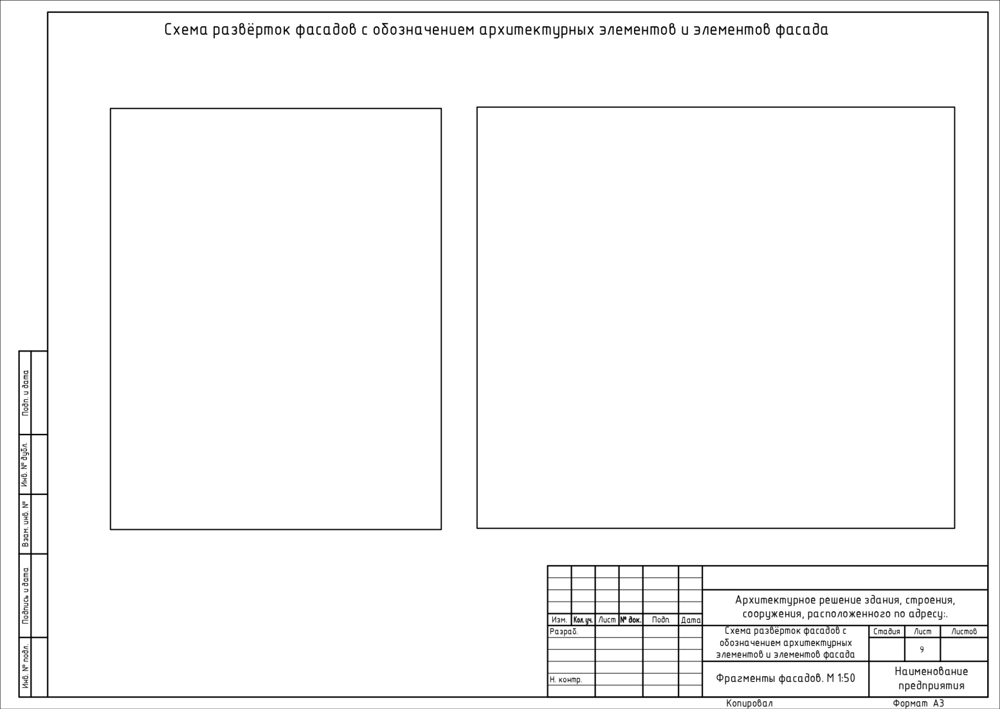 Схема развёрток фасадов с обозначением архитектурных элементов и элементов фасада
Подп. и дата
Инв. № дубл.
Взам. инв. №
Подпись и дата
Инв. № подл.
Архитектурное решение здания, строения,
сооружения, расположенного по адресу:.
Изм. Кол. уч. Лист № док. Подп. Дата
Разраб.
Схема развёрток фасадов с
обозначением архитектурных
элементов и элементов фасада
Стадия Лист Листов
9
Н. контр.
Фрагменты фасадов. М 1:50
Наименование
предприятия
Копировал Формат А3